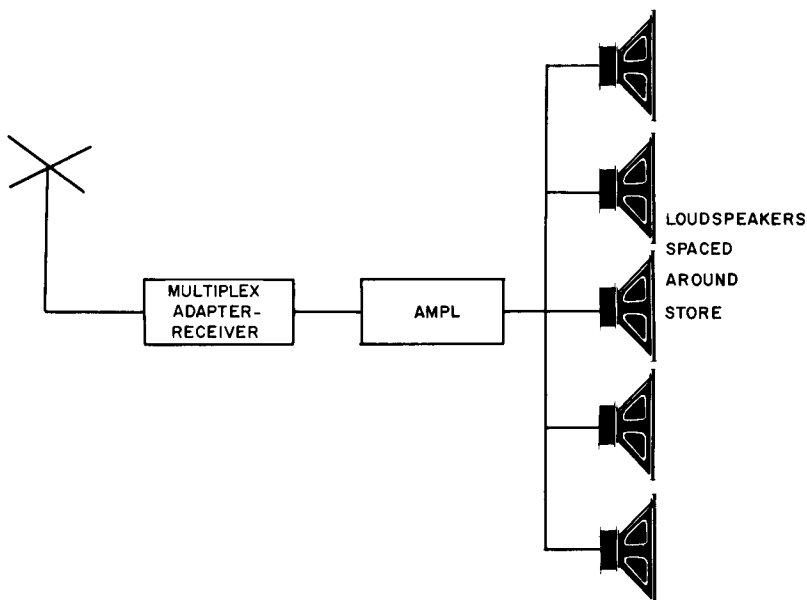 MULTIPLEX
ADAPTER-
RECEIVER
AMPL
LOUDSPEAKERS
SPACED
AROUND
STORE